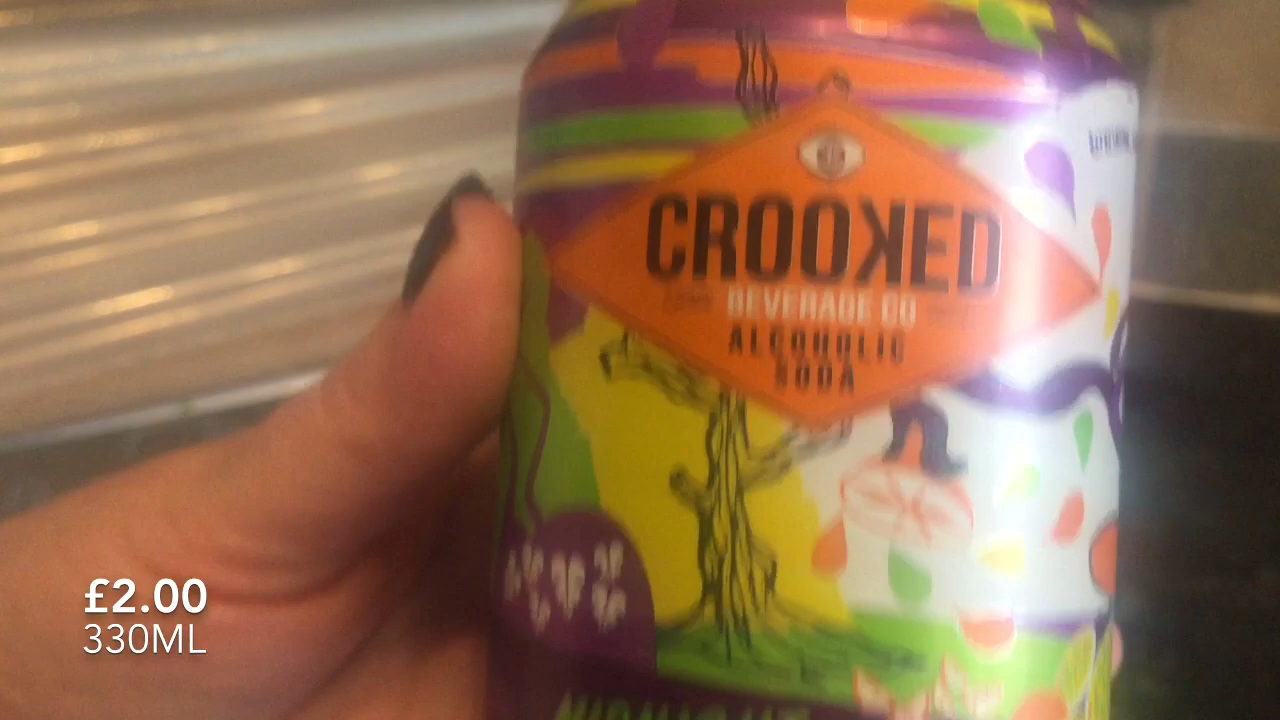 CROOKED
BEVERAGE CO
ALCOHOLIC
SODA
£2.00
330ML